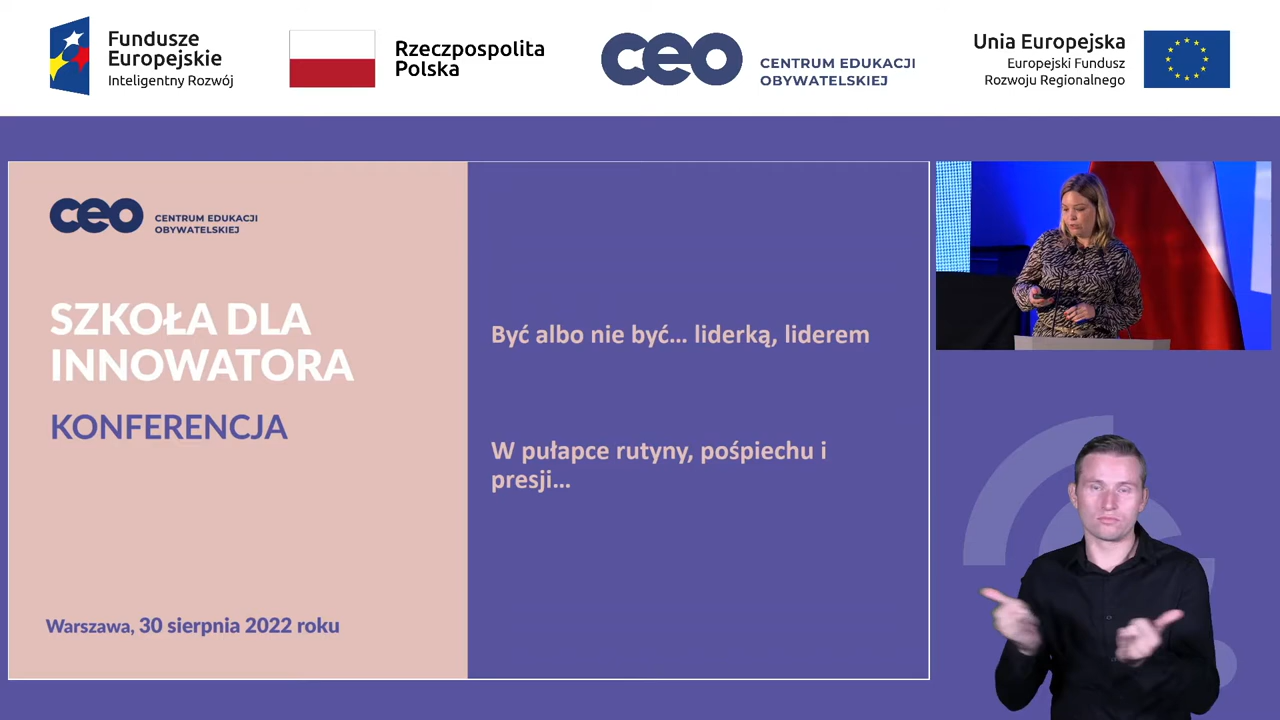 Fundusze
Europejskie
Inteligentny Rozwój
Rzeczpospolita
Polska
ceo
CENTRUM EDUKACJI
OBYWATELSKIEJ
Unia Europejska
Europejski Fundusz
Rozwoju Regionalnego
ceo
CENTRUM EDUKACJI
OBYWATELSKIEJ
SZKOŁA DLA
INNOWATORA
KONFERENCJA
Warszawa, 30 sierpnia 2022 roku
Być albo nie być... liderką, liderem
W pułapce rutyny, pośpiechu i
presji...